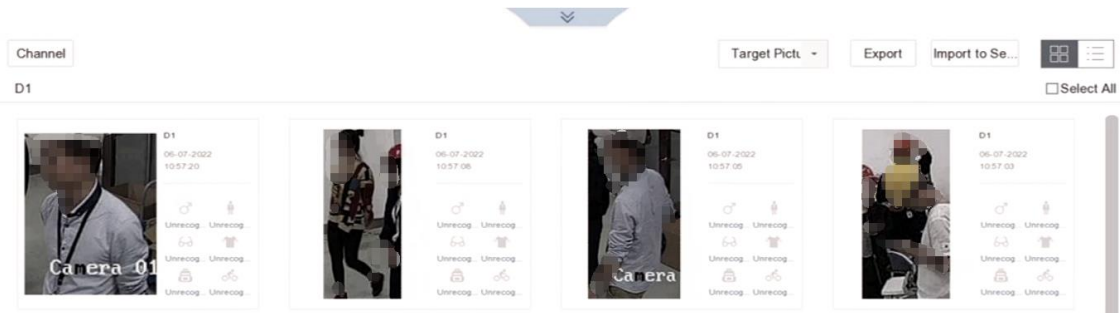 Channel
Target Pictu
Export
Import to Se...
D1
Select All
D1
06-07-2022
10:57:20
Unrecog... Unrecog...
Unrecog... Unrecog...
Unrecog... Unrecog...
Camera 01
D1
06-07-2022
10:57:08
Unrecog... Unrecog...
Unrecog... Unrecog...
Unrecog... Unrecog...
D1
06-07-2022
10:57:05
Unrecog... Unrecog...
Unrecog... Unrecog...
Unrecog... Unrecog...
Camera
D1
06-07-2022
10:57:03
Unrecog... Unrecog...
Unrecog... Unrecog...
Unrecog... Unrecog...